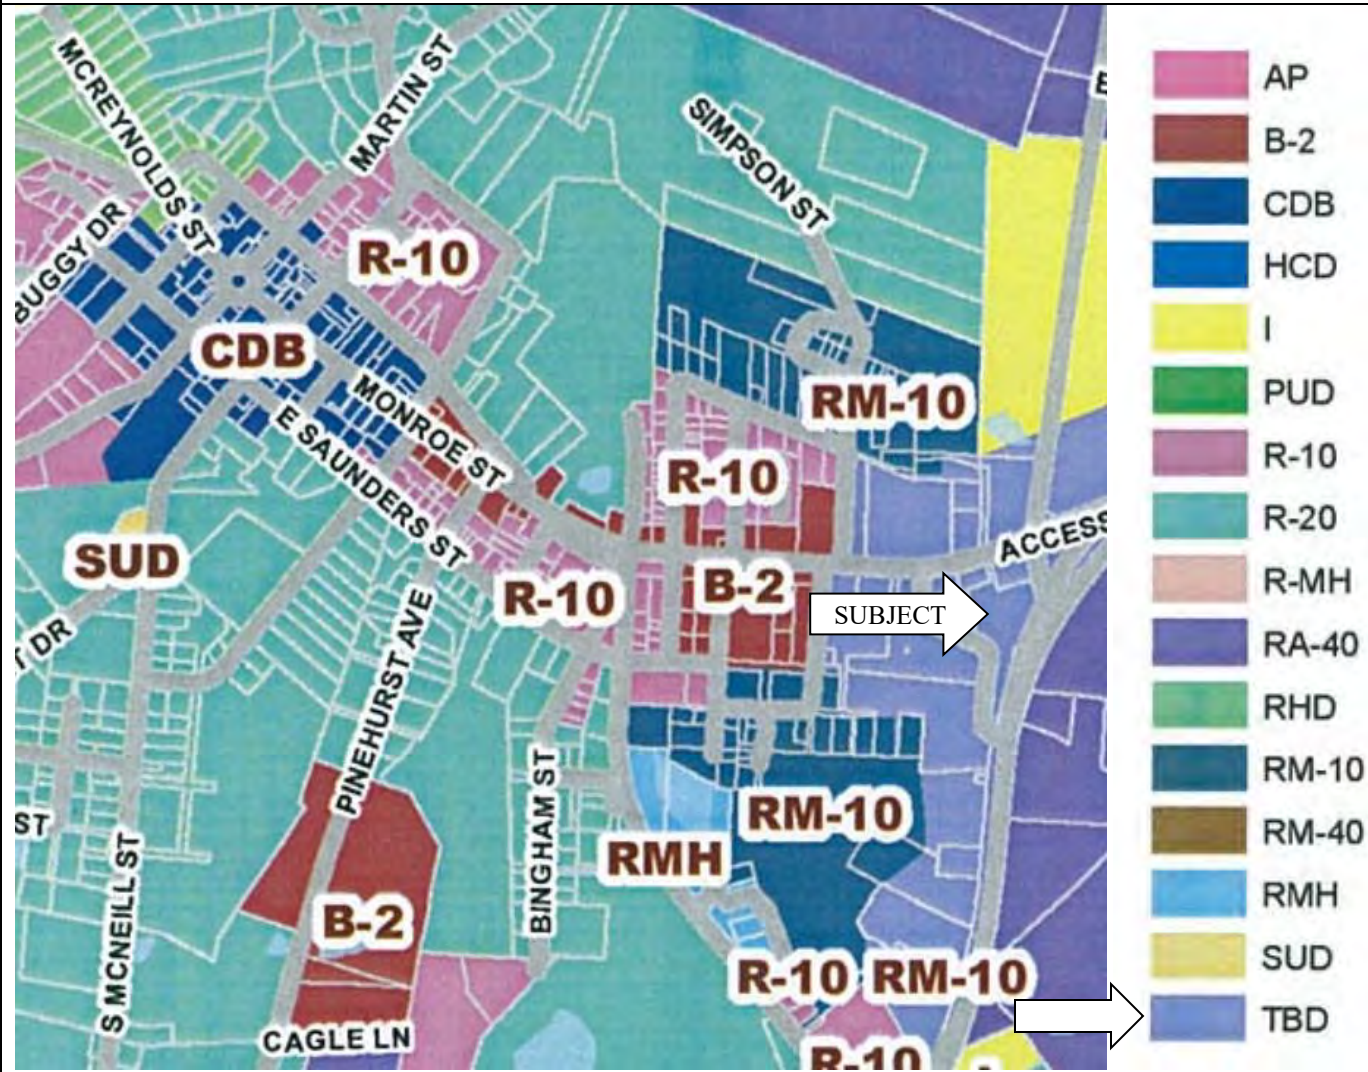 MCREYNOLDS ST
MARTIN ST
SIMPSON ST
E
BUGGY DR
R-10
CDB
MONROE ST
E SAUNDERS ST
RM-10
R-10
ACCESS
SUD
R-10
B-2
SUBJECT
T DR
PINEHURST AVE
BINGHAM ST
ST
S MCNEILL ST
RM-10
RMH
B-2
R-10
RM-10
CAGLE LN
R-10
AP
B-2
CDB
HCD
I
PUD
R-10
R-20
R-MH
RA-40
RHD
RM-10
RM-40
RMH
SUD
TBD